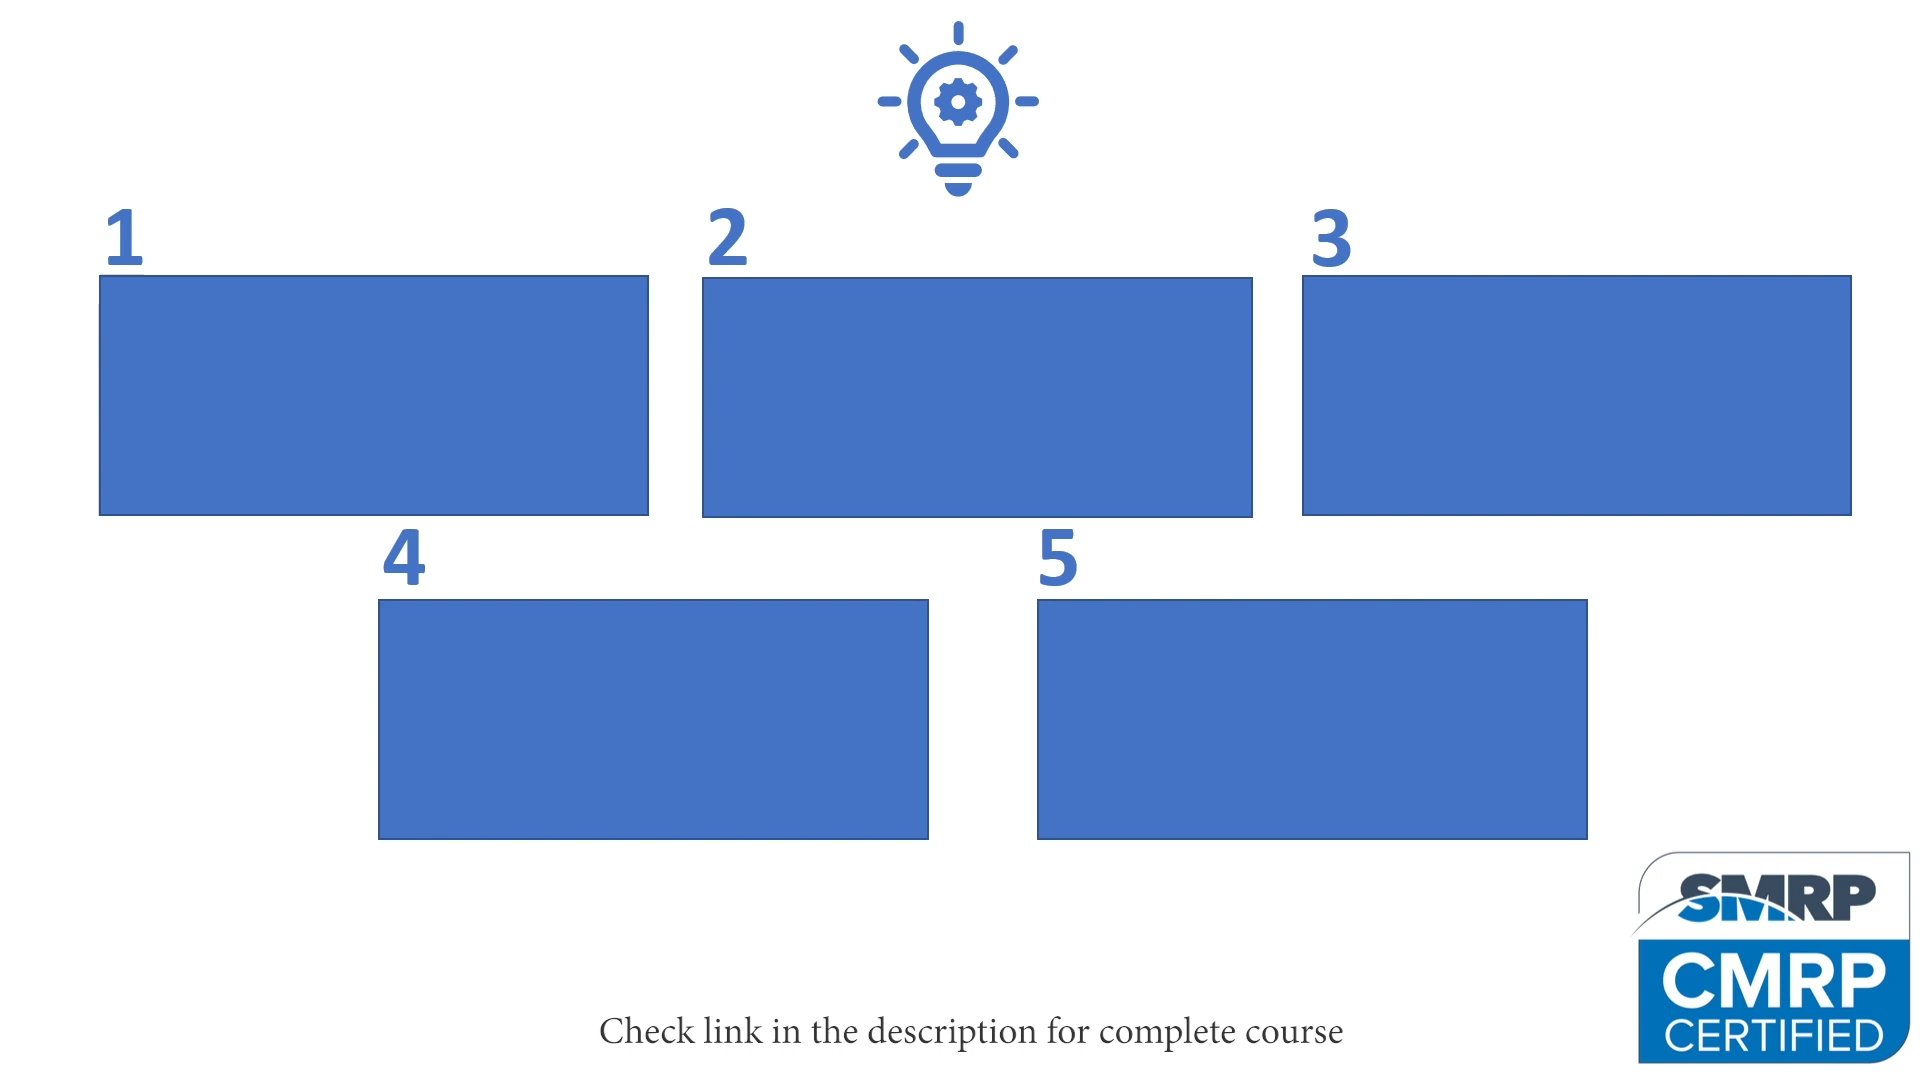 1
2
3
4
5
SMRP
CMRP
CERTIFIED
Check link in the description for complete course